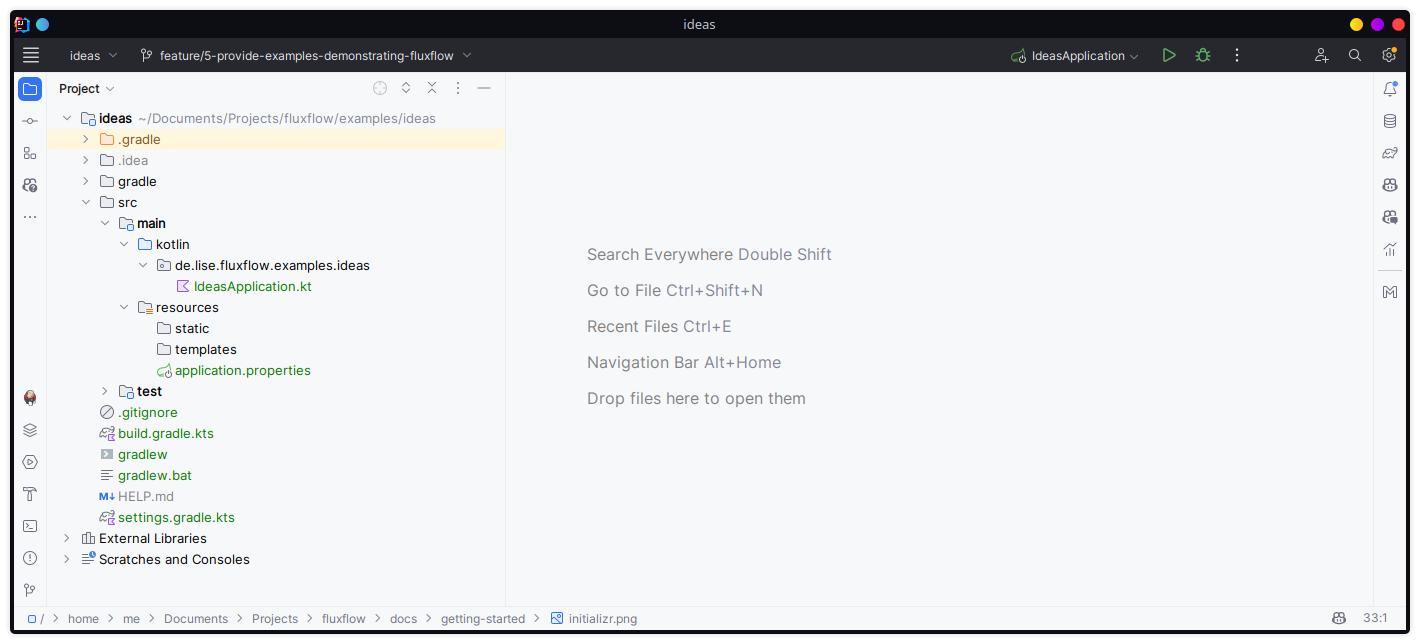 ideas
ideas feature/5-provide-examples-demonstrating-fluxflow IdeasApplication
Project
ideas ~/Documents/Projects/fluxflow/examples/ideas
.gradle
.idea
gradle
src
main
kotlin
de.lise.fluxflow.examples.ideas
IdeasApplication.kt
resources
static
templates
application.properties
test
.gitignore
build.gradle.kts
gradlew
gradlew.bat
M↓ HELP.md
settings.gradle.kts
External Libraries
Scratches and Consoles
Search Everywhere Double Shift
Go to File Ctrl+Shift+N
Recent Files Ctrl+E
Navigation Bar Alt+Home
Drop files here to open them
/ > home > me > Documents > Projects > fluxflow > docs > getting-started > initializr.png 33:1